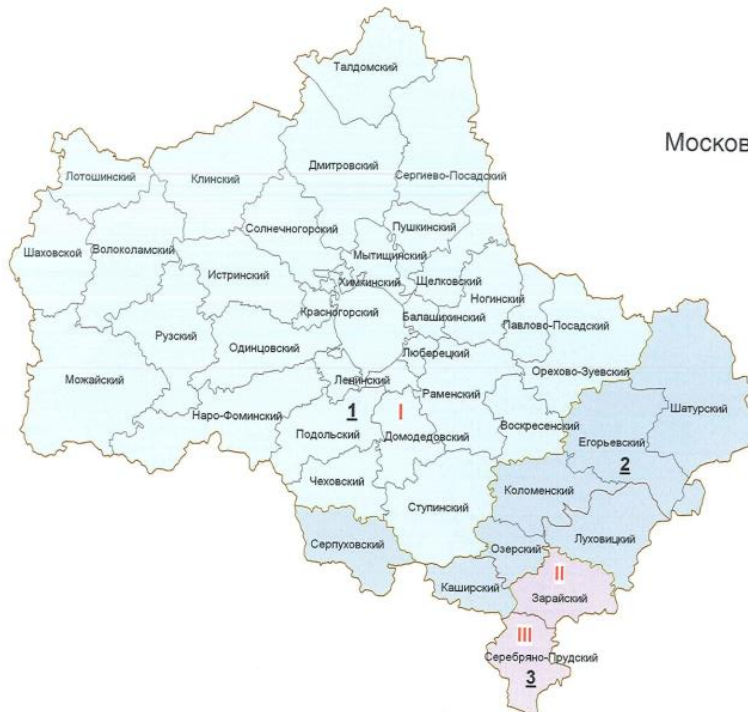 Талдомский
Москов
Дмитровский
Лотошинский
Клинский
Сергиево-Посадский
Пушкинский
Солнечногорский
Шаховской
Волоколамский
Мытищинский
Истринский
Химкинский
Щелковский
Ногинский
Красногорский
Балашихинский
Павлово-Посадский
Рузский
Одинцовский
Люберецкий
Можайский
Ленинский
Орехово-Зуевский
Раменский
Наро-Фоминский
1
I
Шатурский
Воскресенский
Подольский
Домодедовский
Егорьевский
2
Чеховский
Коломенский
Ступинский
Луховицкий
Серпуховский
Озерский
II
Каширский
Зарайский
III
Серебряно-Прудский
3